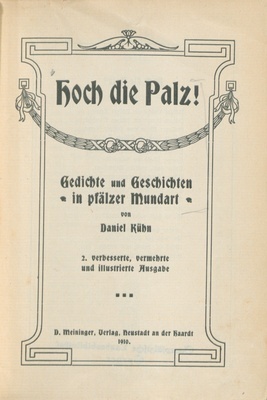 Hoch die Palz!
Gedichte und Geschichten
in pfälzer Mundart
von
Daniel Kühn
2. verbesserte, vermehrte
und illustrierte Ausgabe
D. Meininger, Verlag, Neustadt an der Haardt
1910.